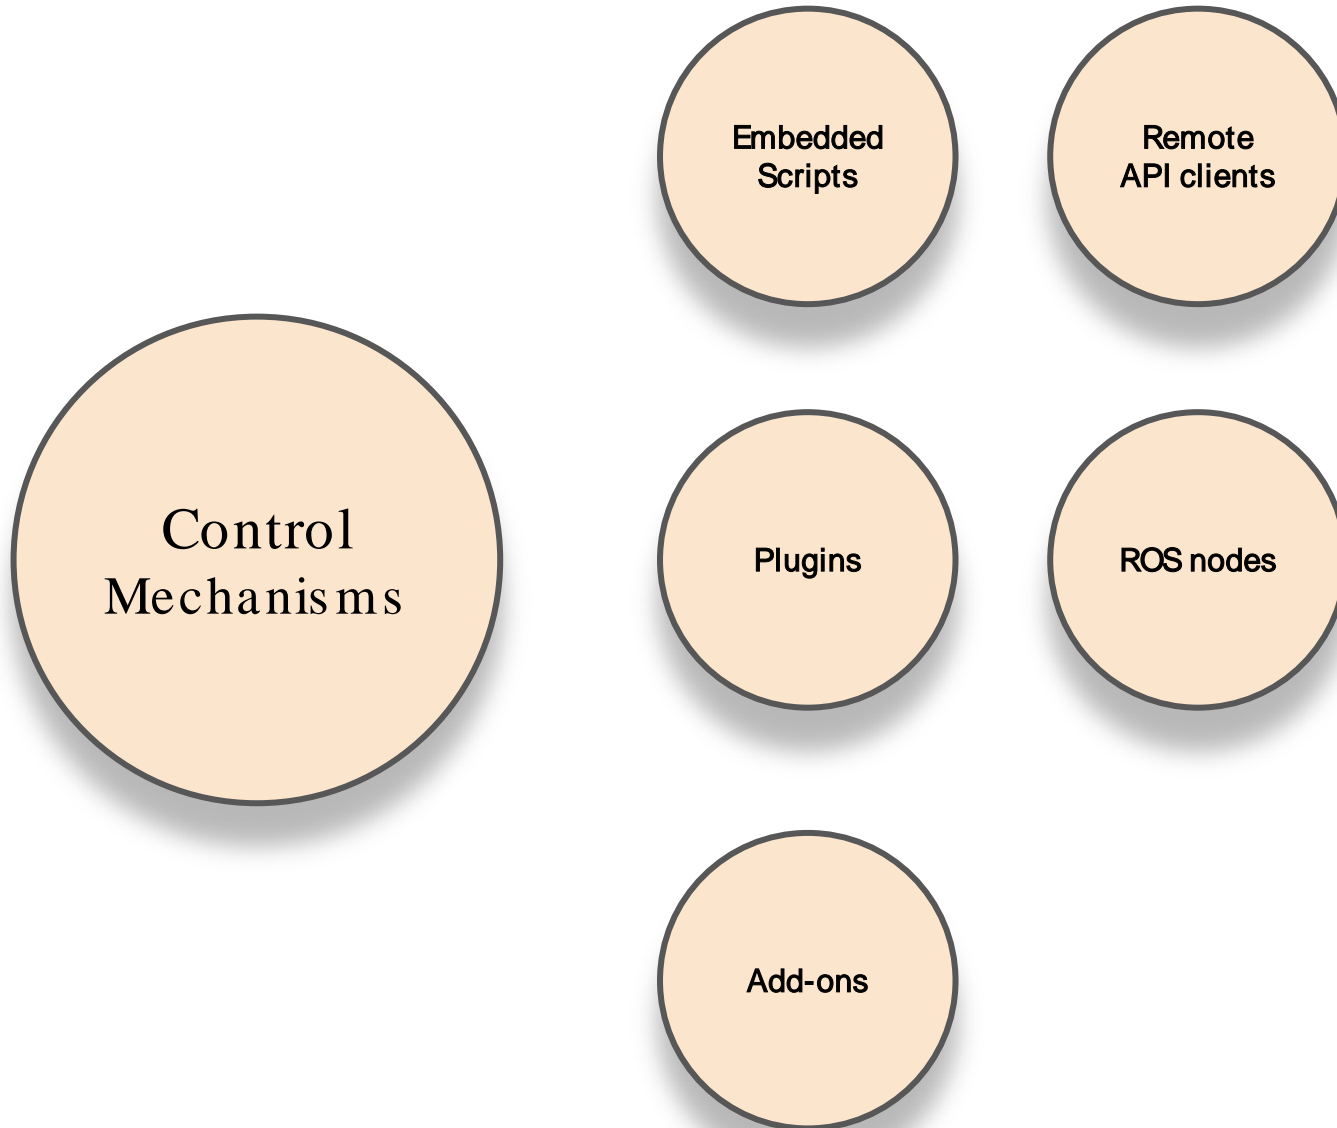 Embedded
Scripts
Remote
API clients
Control
Mechanisms
Plugins
ROS nodes
Add-ons